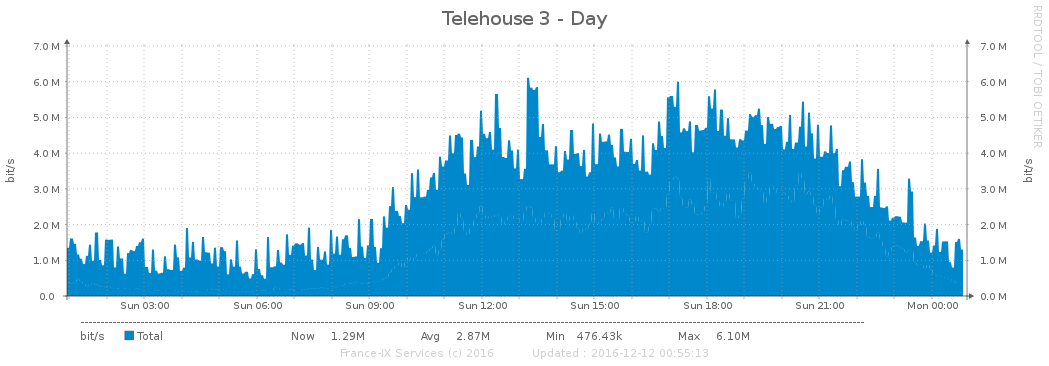 Telehouse 3 - Day
RRDTOOL / TOBI OETIKER
7.0 M 7.0 M
6.0 M 6.0 M
5.0 M 5.0 M
4.0 M 4.0 M
3.0 M 3.0 M
2.0 M 2.0 M
1.0 M 1.0 M
0.0 0.0 M
bit/s bit/s
Sun 03:00 Sun 06:00 Sun 09:00 Sun 12:00 Sun 15:00 Sun 18:00 Sun 21:00 Mon 00:00
bit/s Total Now 1.29M Avg 2.87M Min 476.43k Max 6.10M
France-IX Services (c) 2016 Updated : 2016-12-12 00:55:13